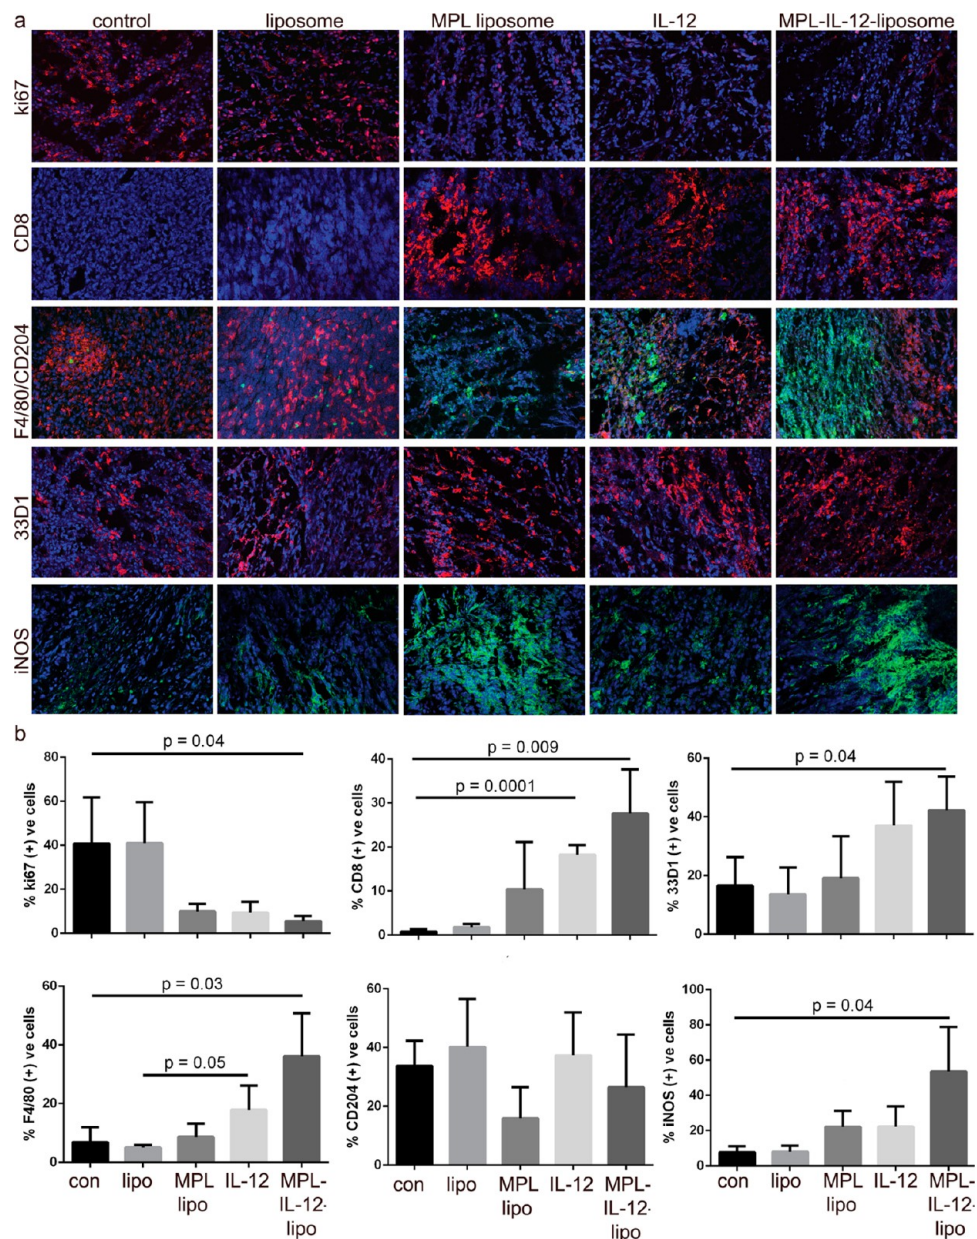 a
control
liposome
MPL liposome
IL-12
MPL-IL-12-liposome
ki67
CD8
F4/80/CD204
33D1
iNOS
b
p = 0.04
% ki67 (+) ve cells
80
60
40
20
0
p = 0.009
p = 0.0001
% CD8 (+) ve cells
40
30
20
10
0
p = 0.04
% 33D1 (+) ve cells
60
40
20
0
p = 0.03
p = 0.05
% F4/80 (+) ve cells
60
40
20
0
con
lipo
MPL
lipo
IL-12
MPL-
IL-12-
lipo
% CD204 (+) ve cells
60
40
20
0
con
lipo
MPL
lipo
IL-12
MPL-
IL-12-
lipo
p = 0.04
% iNOS (+) ve cells
100
80
60
40
20
0
con
lipo
MPL
lipo
IL-12
MPL-
IL-12-
lipo